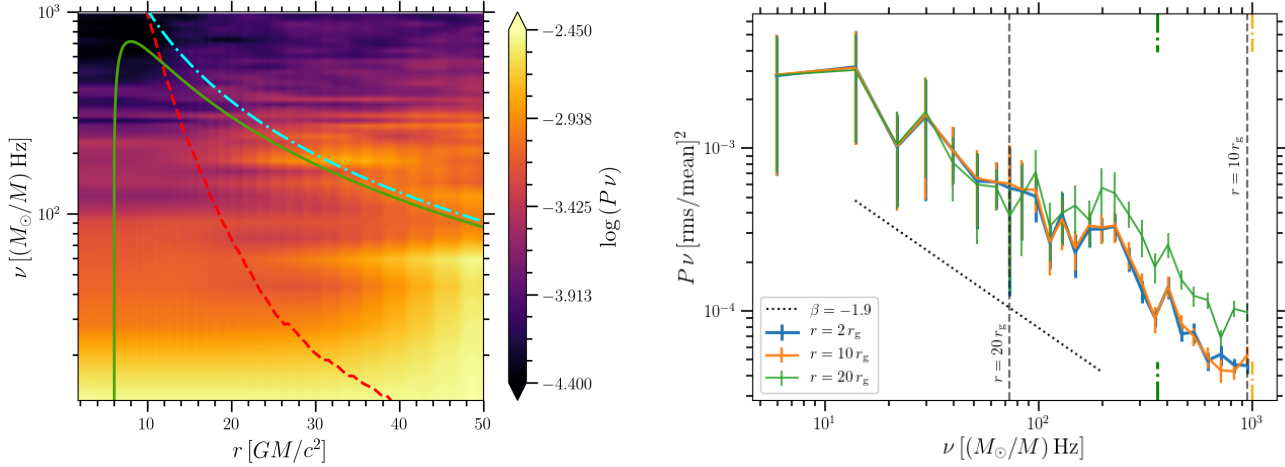 10³
10²
ν [(M⊙/M) Hz]
10
20
30
40
50
r [GM/c²]
−2.450
−2.938
−3.425
−3.913
−4.400
log (P ν)
10⁻³
10⁻⁴
P ν [rms/mean]²
r = 10 r_g
r = 20 r_g
β = −1.9
r = 2 r_g
r = 10 r_g
r = 20 r_g
10¹
10²
10³
ν [(M⊙/M) Hz]